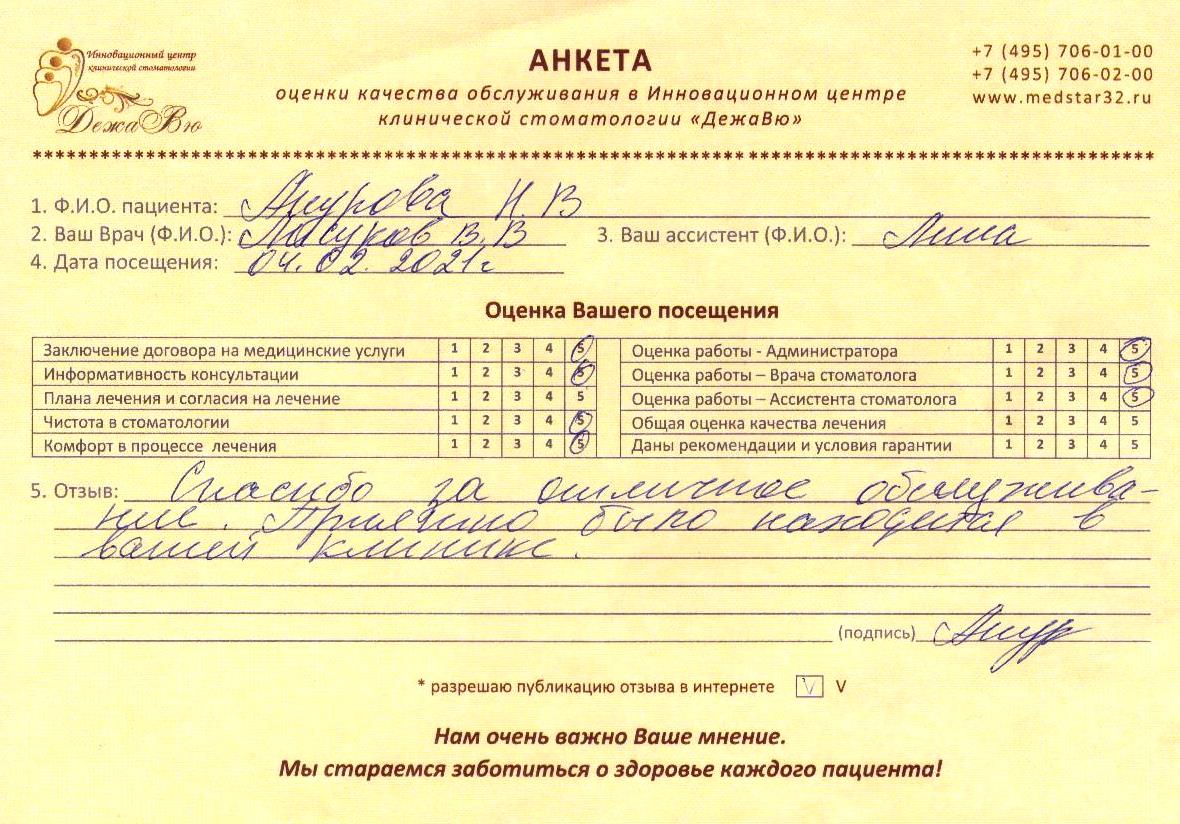 Инновационный центр
клинической стоматологии
ДежаВю
АНКЕТА
оценки качества обслуживания в Инновационном центре
клинической стоматологии «ДежаВю»
+7 (495) 706-01-00
+7 (495) 706-02-00
www.medstar32.ru
1. Ф.И.О. пациента: Н. В
2. Ваш Врач (Ф.И.О.): В. В 3. Ваш ассистент (Ф.И.О.):
4. Дата посещения: 04.02.2021г
Оценка Вашего посещения
Заключение договора на медицинские услуги 1 2 3 4 5
Информативность консультации 1 2 3 4 5
Плана лечения и согласия на лечение 1 2 3 4 5
Чистота в стоматологии 1 2 3 4 5
Комфорт в процессе лечения 1 2 3 4 5
Оценка работы - Администратора 1 2 3 4 5
Оценка работы – Врача стоматолога 1 2 3 4 5
Оценка работы – Ассистента стоматолога 1 2 3 4 5
Общая оценка качества лечения 1 2 3 4 5
Даны рекомендации и условия гарантии 1 2 3 4 5
5. Отзыв: Спасибо за отличное обслужива-
ние. Приятно было находится в
вашей клинике.
(подпись)
* разрешаю публикацию отзыва в интернете V V
Нам очень важно Ваше мнение.
Мы стараемся заботиться о здоровье каждого пациента!